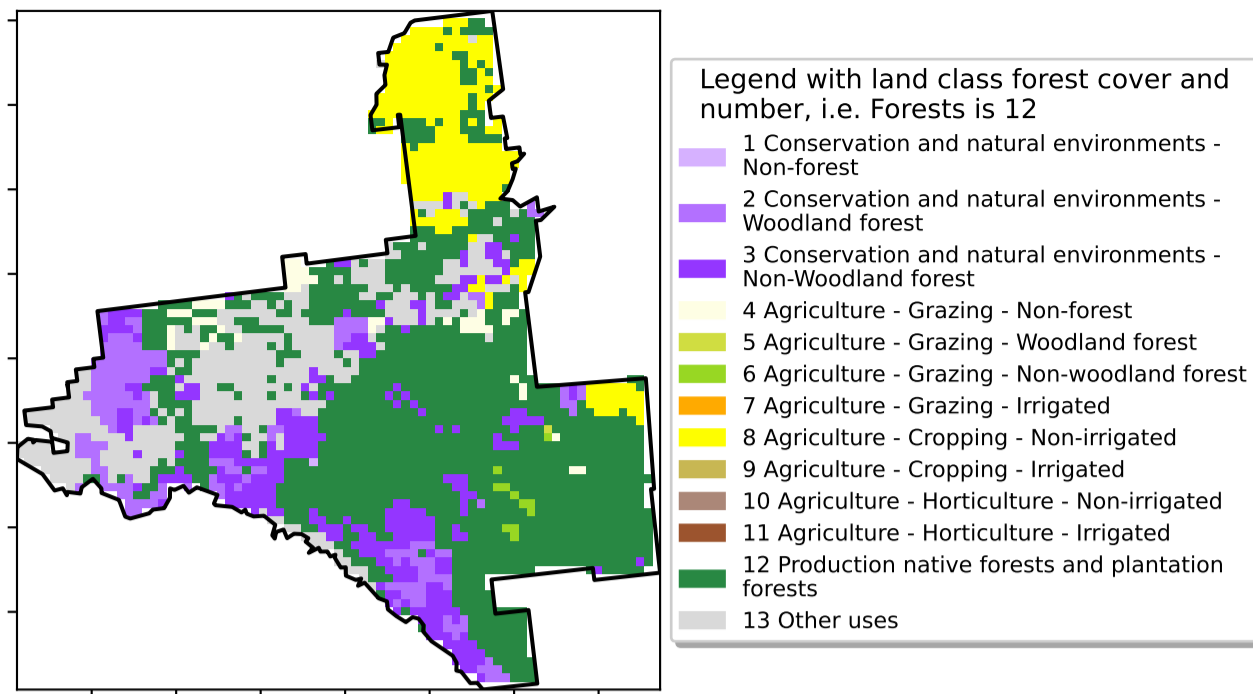 Legend with land class forest cover and
number, i.e. Forests is 12
1 Conservation and natural environments -
Non-forest
2 Conservation and natural environments -
Woodland forest
3 Conservation and natural environments -
Non-Woodland forest
4 Agriculture - Grazing - Non-forest
5 Agriculture - Grazing - Woodland forest
6 Agriculture - Grazing - Non-woodland forest
7 Agriculture - Grazing - Irrigated
8 Agriculture - Cropping - Non-irrigated
9 Agriculture - Cropping - Irrigated
10 Agriculture - Horticulture - Non-irrigated
11 Agriculture - Horticulture - Irrigated
12 Production native forests and plantation
forests
13 Other uses